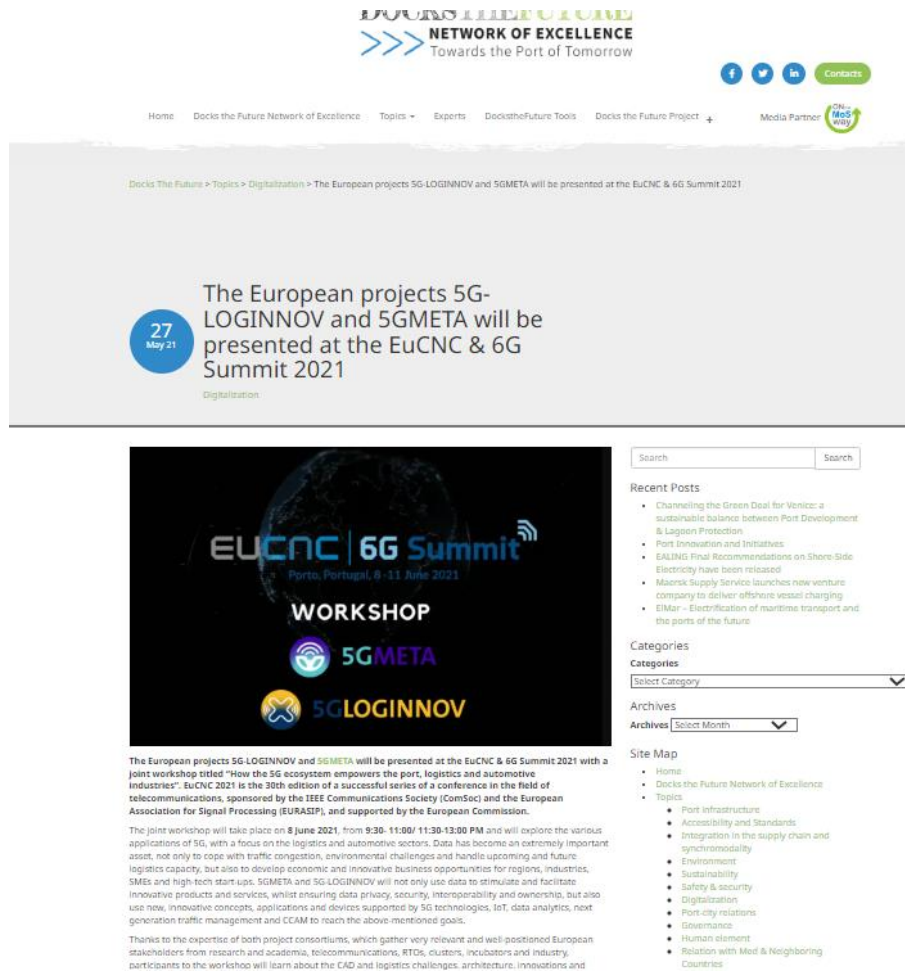 DOCKSTHEFUTURE
NETWORK OF EXCELLENCE
>>> Towards the Port of Tomorrow
Contacts
Home Docks the Future Network of Excellence Topics Experts DockstheFuture Tools Docks the Future Project + Media Partner ON THE MoS way
Docks The Future > Topics > Digitalization > The European projects 5G-LOGINNOV and 5GMETA will be presented at the EuCNC & 6G Summit 2021
27
May 21
The European projects 5G-
LOGINNOV and 5GMETA will be
presented at the EuCNC & 6G
Summit 2021
Digitalization
EUCNC | 6G Summit
Porto, Portugal, 8-11 June 2021
WORKSHOP
5GMETA
5GLOGINNOV
The European projects 5G-LOGINNOV and 5GMETA will be presented at the EuCNC & 6G Summit 2021 with a
joint workshop titled "How the 5G ecosystem empowers the port, logistics and automotive
industries". EuCNC 2021 is the 30th edition of a successful series of a conference in the field of
telecommunications, sponsored by the IEEE Communications Society (ComSoc) and the European
Association for Signal Processing (EURASIP), and supported by the European Commission.
The joint workshop will take place on 8 June 2021, from 9:30- 11:00/ 11:30-13:00 PM and will explore the various
applications of 5G, with a focus on the logistics and automotive sectors. Data has become an extremely important
asset, not only to cope with traffic congestion, environmental challenges and handle upcoming and future
logistics capacity, but also to develop economic and innovative business opportunities for regions, industries,
SMEs and high-tech start-ups. 5GMETA and 5G-LOGINNOV will not only use data to stimulate and facilitate
innovative products and services, whilst ensuring data privacy, security, interoperability and ownership, but also
use new, innovative concepts, applications and devices supported by 5G technologies, IoT, data analytics, next
generation traffic management and CCAM to reach the above-mentioned goals.
Thanks to the expertise of both project consortiums, which gather very relevant and well-positioned European
stakeholders from research and academia, telecommunications, RTOs, clusters, incubators and industry,
participants to the workshop will learn about the CAD and logistics challenges, architecture, innovations and
Search Search
Recent Posts
Channeling the Green Deal for Venice: a
sustainable balance between Port Development
& Lagoon Protection
Port Innovation and Initiatives
EALING Final Recommendations on Shore-Side
Electricity have been released
Maersk Supply Service launches new venture
company to deliver offshore vessel charging
ElMar – Electrification of maritime transport and
the ports of the future
Categories
Categories
Select Category
Archives
Archives Select Month
Site Map
Home
Docks the Future Network of Excellence
Topics
Port Infrastructure
Accessibility and Standards
Integration in the supply chain and
synchromodality
Environment
Sustainability
Safety & security
Digitalization
Port-city relations
Governance
Human element
Relation with Med & Neighboring
Countries